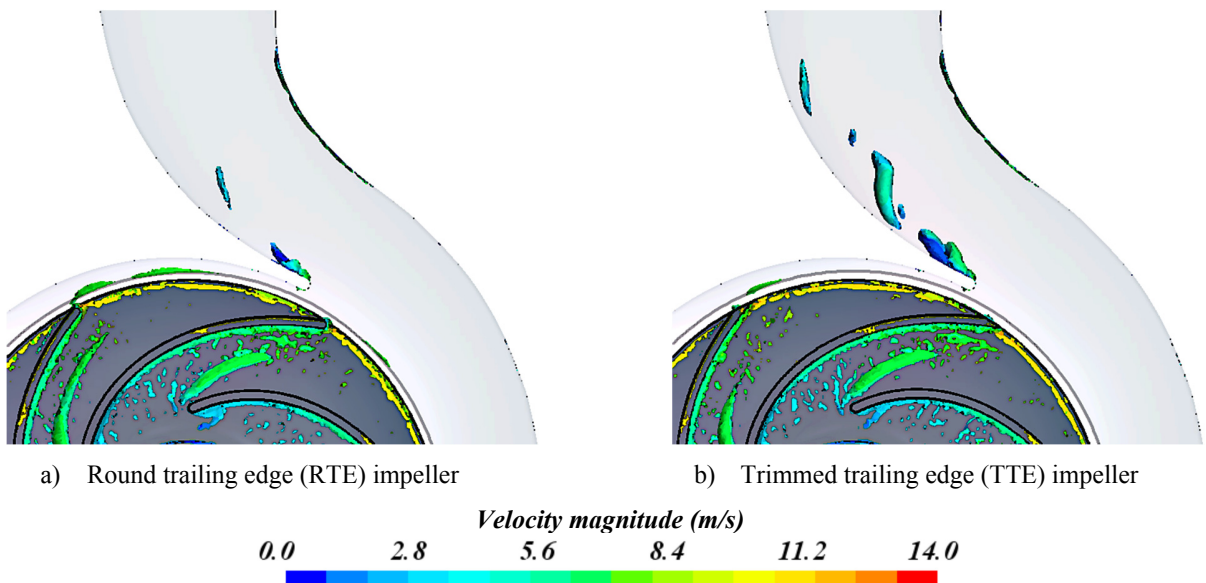 a) Round trailing edge (RTE) impeller
b) Trimmed trailing edge (TTE) impeller
Velocity magnitude (m/s)
0.0 2.8 5.6 8.4 11.2 14.0